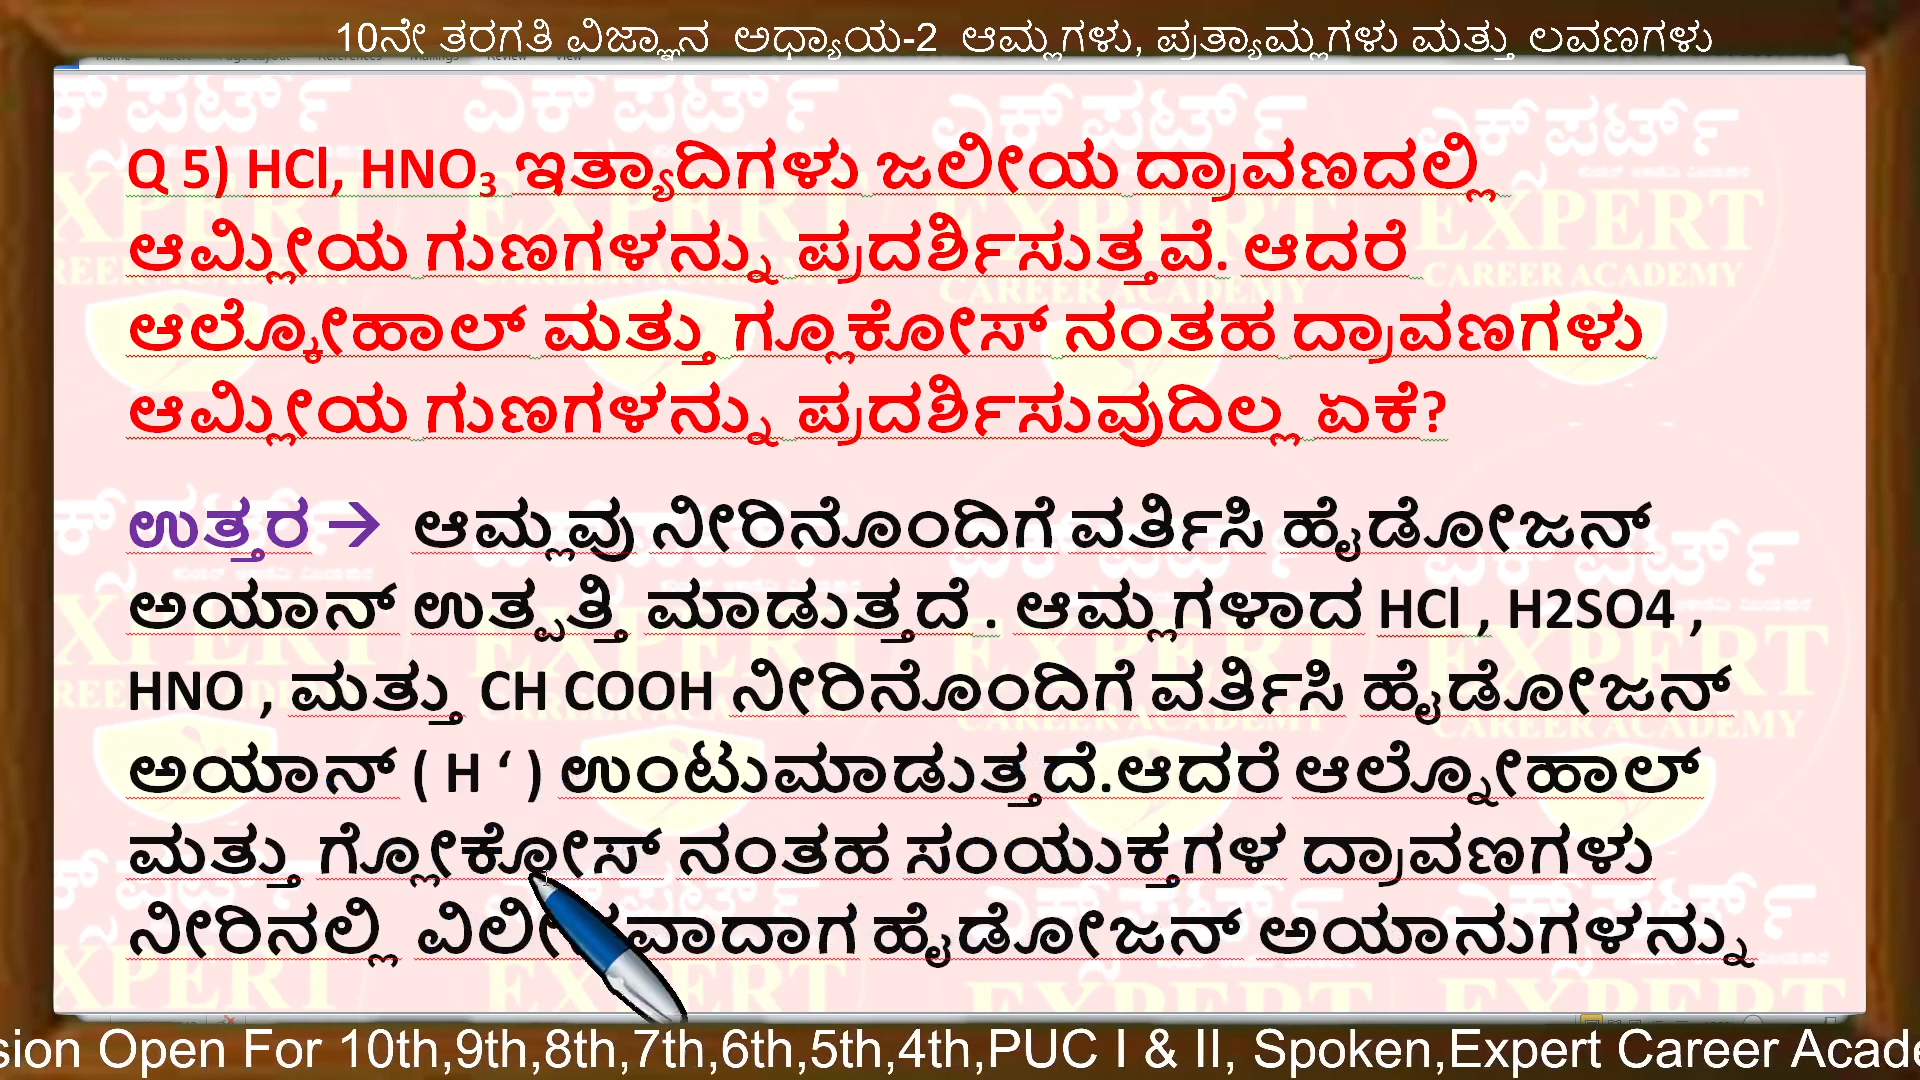 10ನೇ ತರಗತಿ ವಿಜ್ಞಾನ ಅಧ್ಯಾಯ-2 ಆಮ್ಲಗಳು, ಪ್ರತ್ಯಾಮ್ಲಗಳು ಮತ್ತು ಲವಣಗಳು
Q 5) HCl, HNO₃ ಇತ್ಯಾದಿಗಳು ಜಲೀಯ ದ್ರಾವಣದಲ್ಲಿ
ಆಮ್ಲೀಯ ಗುಣಗಳನ್ನು ಪ್ರದರ್ಶಿಸುತ್ತವೆ. ಆದರೆ
ಆಲ್ಕೋಹಾಲ್ ಮತ್ತು ಗ್ಲೂಕೋಸ್ ನಂತಹ ದ್ರಾವಣಗಳು
ಆಮ್ಲೀಯ ಗುಣಗಳನ್ನು ಪ್ರದರ್ಶಿಸುವುದಿಲ್ಲ ಏಕೆ?
ಉತ್ತರ → ಆಮ್ಲವು ನೀರಿನೊಂದಿಗೆ ವರ್ತಿಸಿ ಹೈಡೋಜನ್
ಅಯಾನ್ ಉತ್ಪತ್ತಿ ಮಾಡುತ್ತದೆ . ಆಮ್ಲಗಳಾದ HCl , H2SO4 ,
HNO , ಮತ್ತು CH COOH ನೀರಿನೊಂದಿಗೆ ವರ್ತಿಸಿ ಹೈಡೋಜನ್
ಅಯಾನ್ ( H ‘ ) ಉಂಟುಮಾಡುತ್ತದೆ.ಆದರೆ ಆಲ್ನೋಹಾಲ್
ಮತ್ತು ಗ್ಲೋಕ್ಕೋಸ್ ನಂತಹ ಸಂಯುಕ್ತಗಳ ದ್ರಾವಣಗಳು
ನೀರಿನಲ್ಲಿ ಹೈಡೋಜನ್ ಅಯಾನುಗಳನ್ನು
Open For 10th,9th,8th,7th,6th,5th,4th,PUC I & II, Spoken,Expert Career